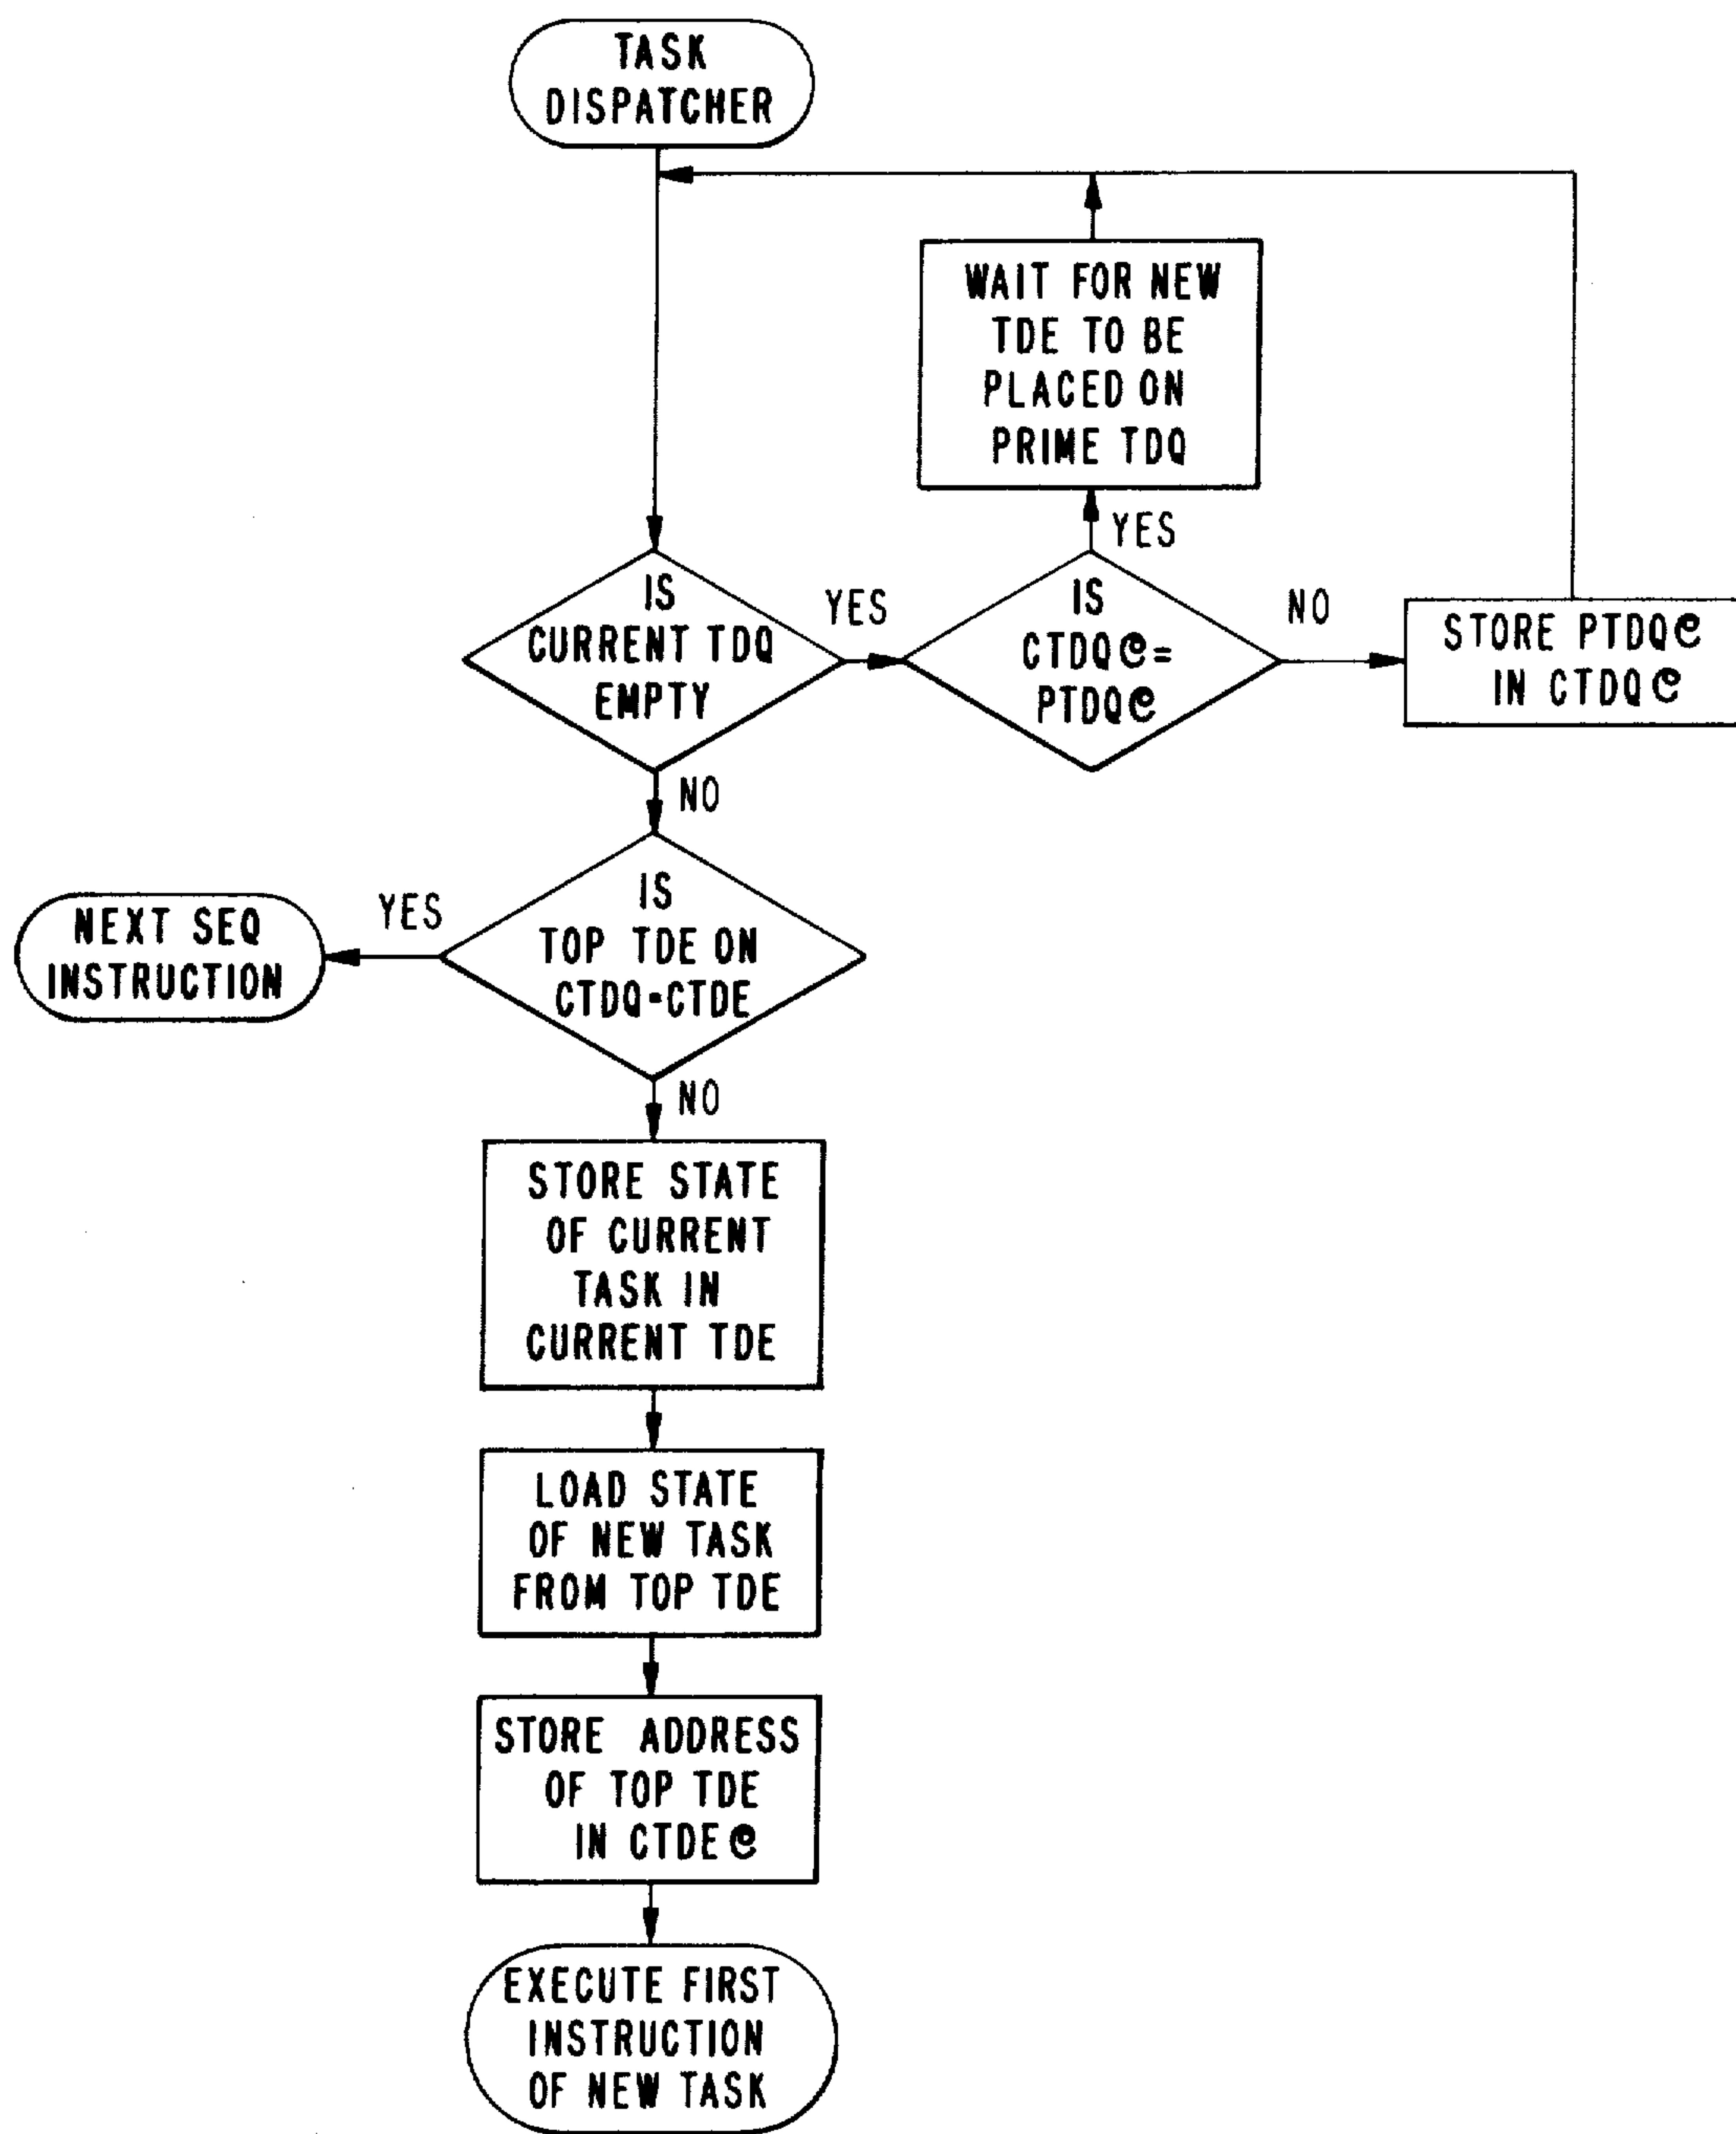 TASK
DISPATCHER
WAIT FOR NEW
TDE TO BE
PLACED ON
PRIME TDQ
YES
IS
CURRENT TDQ
EMPTY
YES
IS
CTDQ@=
PTDQ@
NO
STORE PTDQ@
IN CTDQ@
NO
IS
TOP TDE ON
CTDQ=CTDE
YES
NEXT SEQ
INSTRUCTION
NO
STORE STATE
OF CURRENT
TASK IN
CURRENT TDE
LOAD STATE
OF NEW TASK
FROM TOP TDE
STORE ADDRESS
OF TOP TDE
IN CTDE@
EXECUTE FIRST
INSTRUCTION
OF NEW TASK